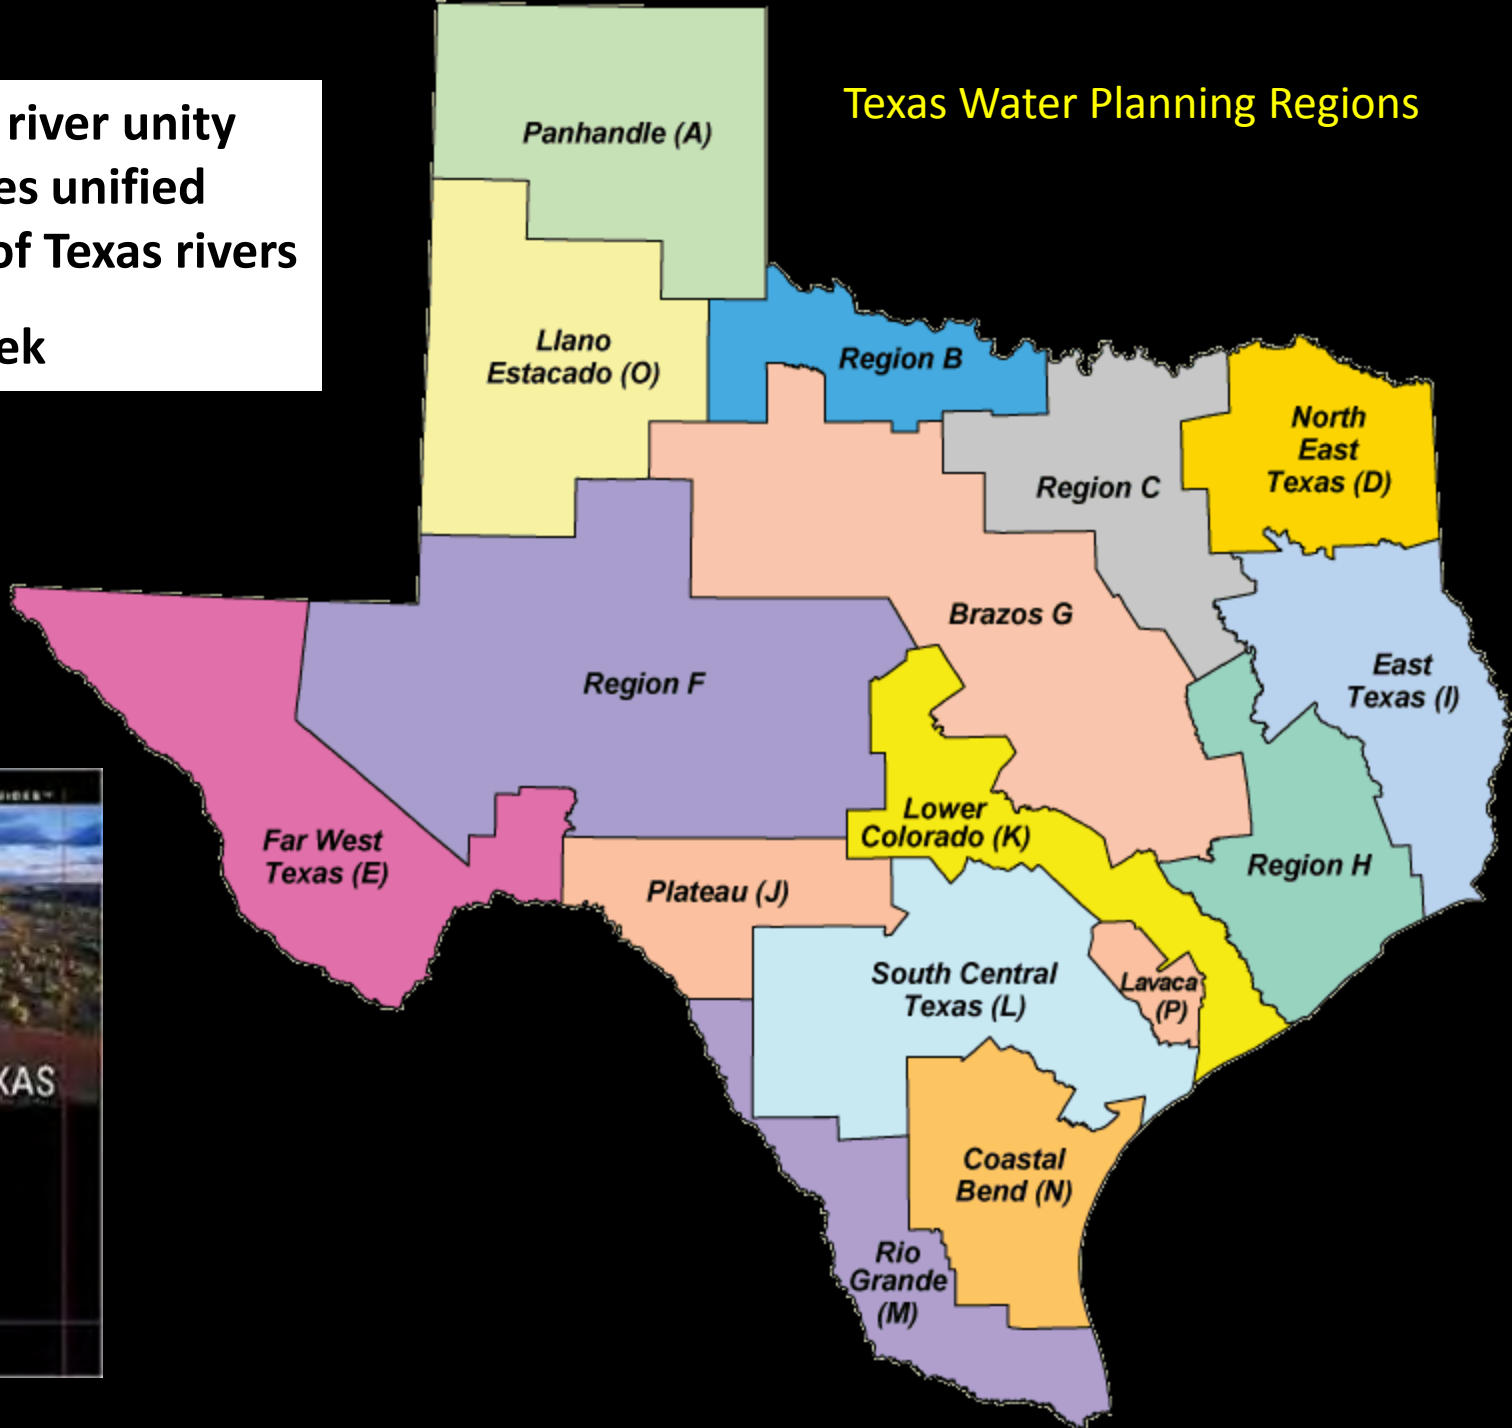 river unity
es unified
of Texas rivers
ek
Texas Water Planning Regions
Panhandle (A)
Llano
Estacado (O)
Region B
Region C
North
East
Texas (D)
Brazos G
Region F
East
Texas (I)
Far West
Texas (E)
Lower
Colorado (K)
Region H
Plateau (J)
South Central
Texas (L)
Lavaca
(P)
Coastal
Bend (N)
Rio
Grande
(M)
XAS